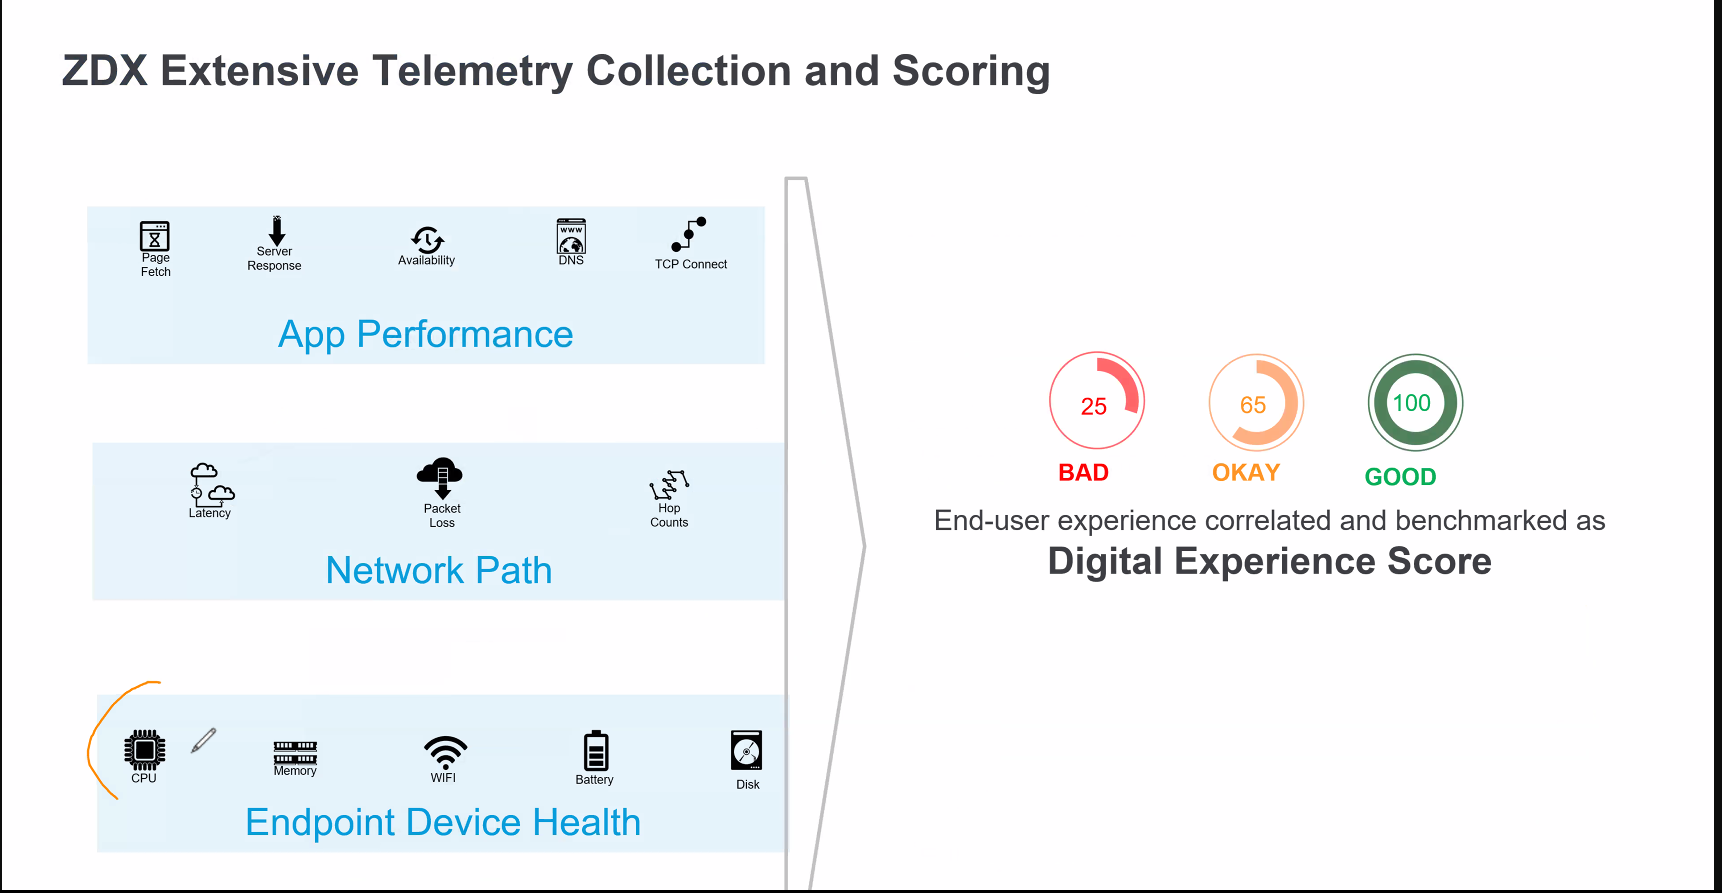 ZDX Extensive Telemetry Collection and Scoring
Page
Fetch
Server
Response
Availability
www
DNS
TCP Connect
App Performance
Latency
Packet
Loss
Hop
Counts
Network Path
CPU
Memory
WIFI
Battery
Disk
Endpoint Device Health
25
65
100
BAD
OKAY
GOOD
End-user experience correlated and benchmarked as
Digital Experience Score